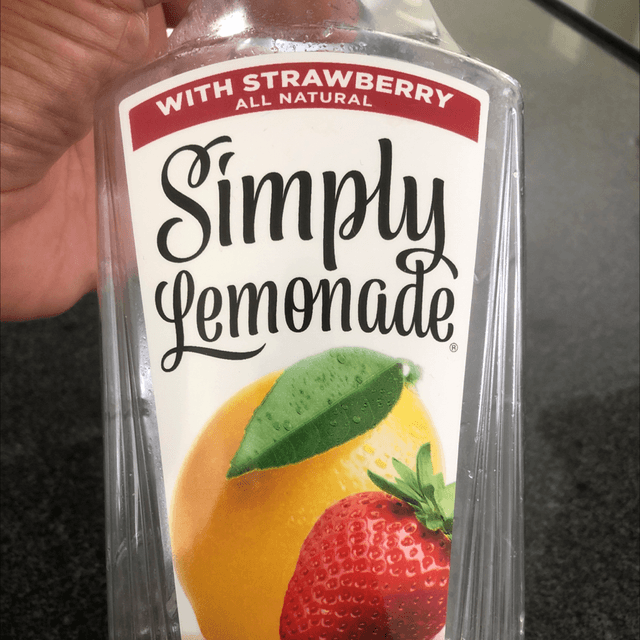 WITH STRAWBERRY
ALL NATURAL
Simply
Lemonade®